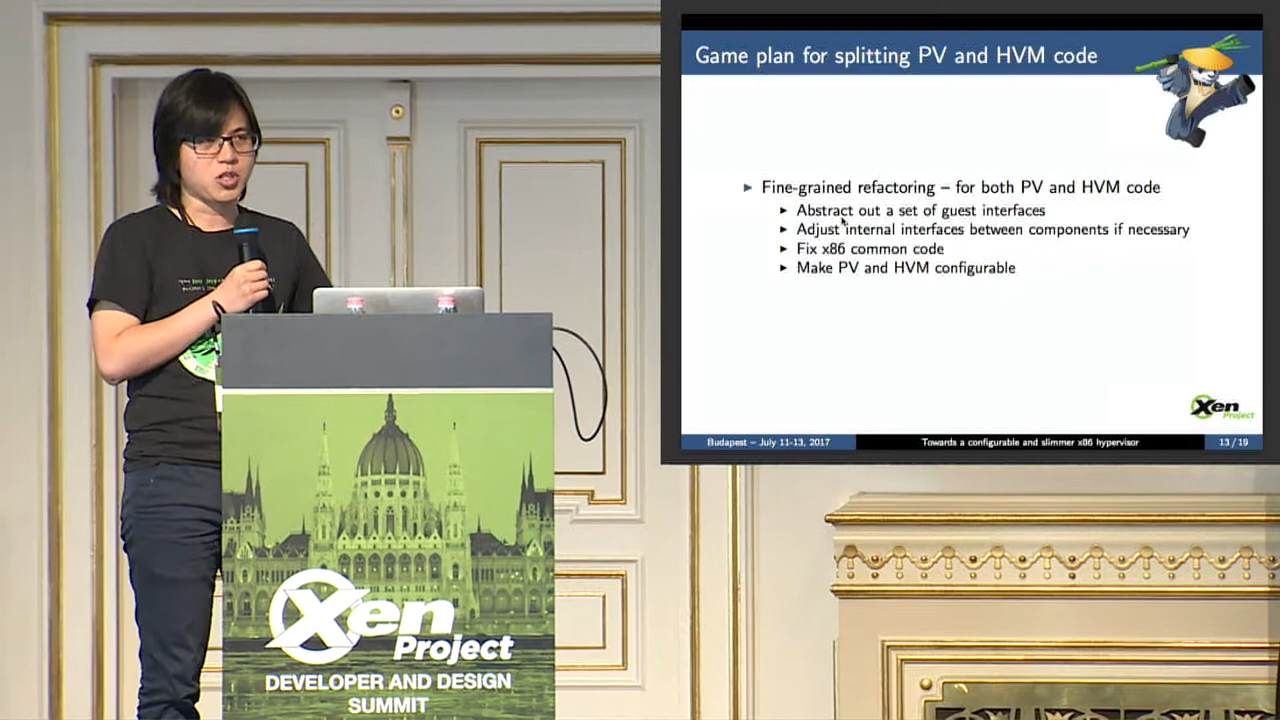 Game plan for splitting PV and HVM code
► Fine-grained refactoring – for both PV and HVM code
► Abstract out a set of guest interfaces
► Adjust internal interfaces between components if necessary
► Fix x86 common code
► Make PV and HVM configurable
Xen
Project
Budapest – July 11-13, 2017
Towards a configurable and slimmer x86 hypervisor
13 / 19
Xen
Project
DEVELOPER AND DESIGN
SUMMIT